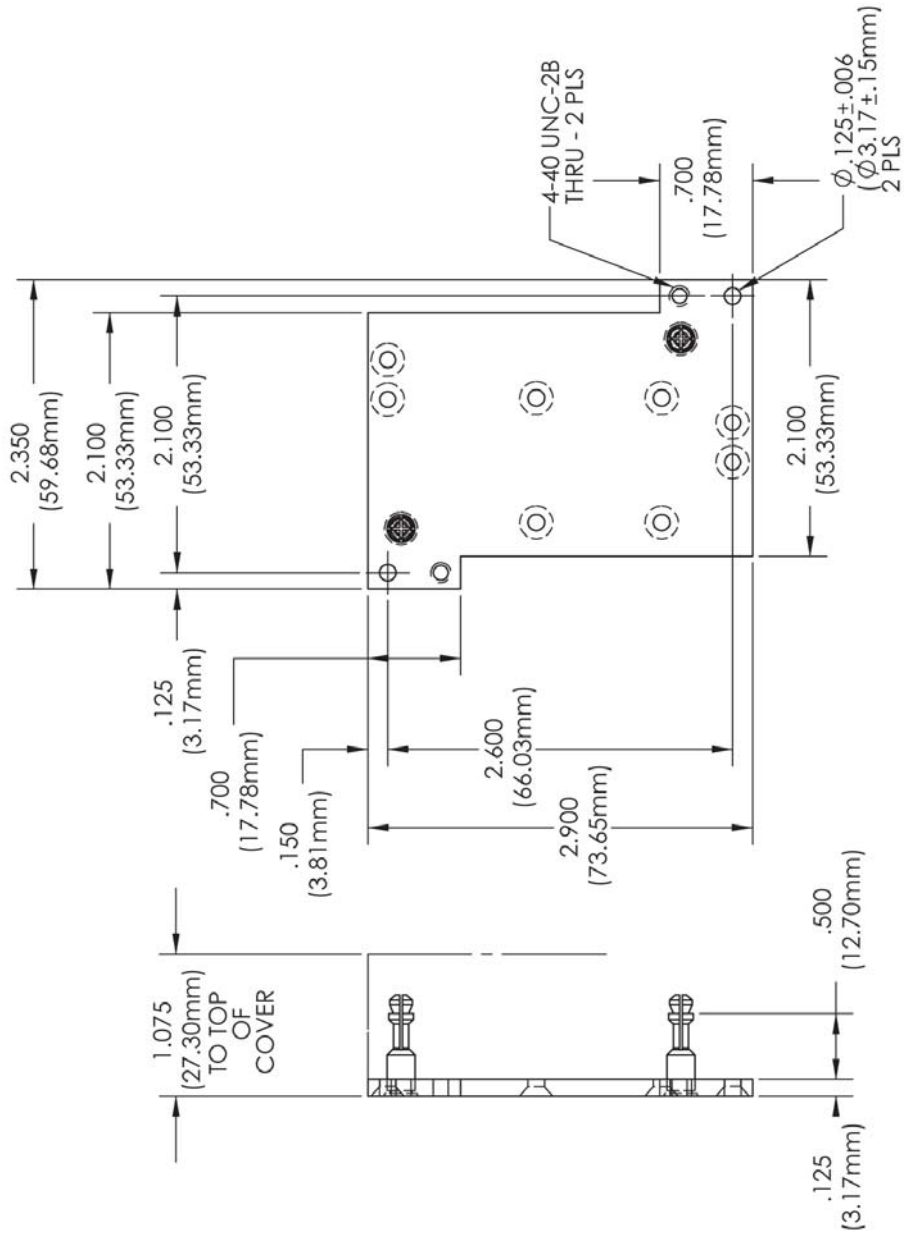 2.350
(59.68mm)
2.100
(53.33mm)
2.100
(53.33mm)
4-40 UNC-2B
THRU - 2 PLS
.700
(17.78mm)
Ø.125±.006
(Ø3.17±.15mm)
2 PLS
2.100
(53.33mm)
.125
(3.17mm)
.700
(17.78mm)
.150
(3.81mm)
2.600
(66.03mm)
2.900
(73.65mm)
1.075
(27.30mm)
TO TOP
OF
COVER
.500
(12.70mm)
.125
(3.17mm)